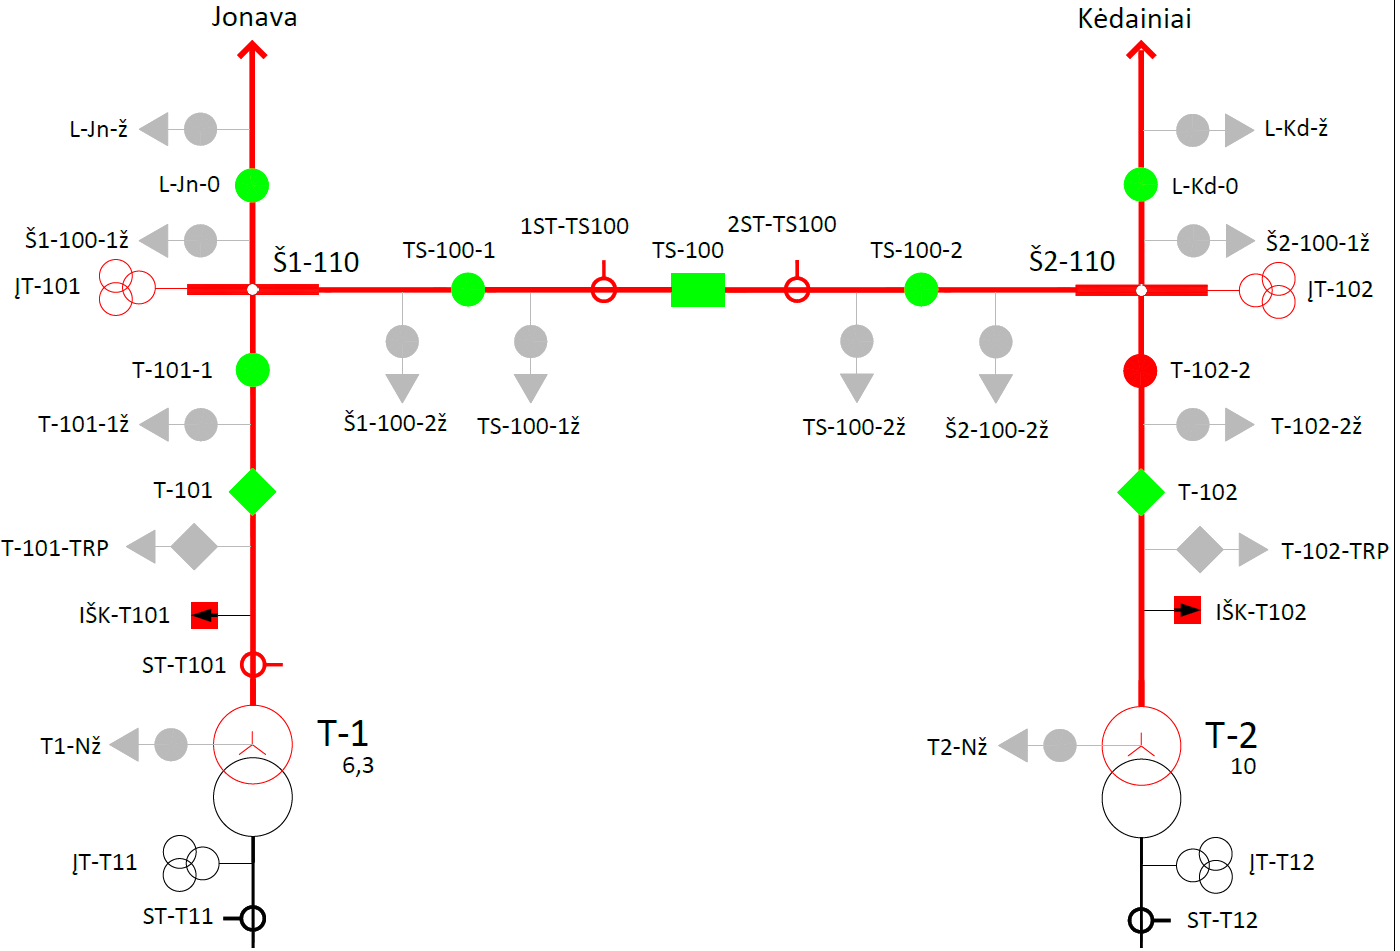 Jonava
Kėdainiai
L-Jn-ž
L-Kd-ž
L-Jn-0
L-Kd-0
Š1-100-1ž
1ST-TS100
2ST-TS100
Š2-100-1ž
Š1-110
TS-100-1
TS-100
TS-100-2
Š2-110
ĮT-101
ĮT-102
T-101-1
T-102-2
T-101-1ž
Š1-100-2ž
TS-100-1ž
TS-100-2ž
Š2-100-2ž
T-102-2ž
T-101
T-102
T-101-TRP
T-102-TRP
IŠK-T101
IŠK-T102
ST-T101
T1-Nž
T-1
6,3
T2-Nž
T-2
10
ĮT-T11
ĮT-T12
ST-T11
ST-T12